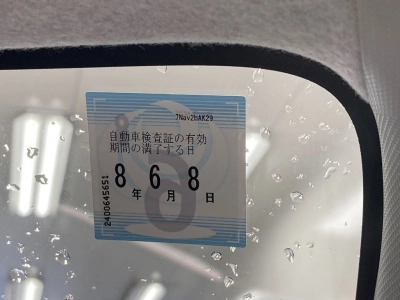 7Nav2bAK29
自動車検査証の有効
期間の満了する日
8 6 8
年 月 日
2400645651